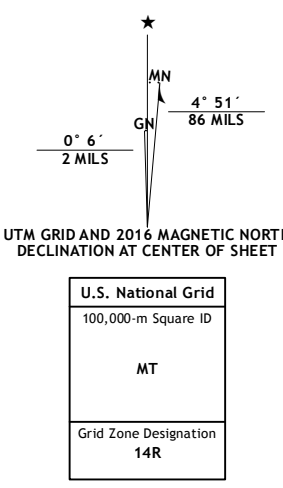 MN
4° 51´
86 MILS
GN
0° 6´
2 MILS
UTM GRID AND 2016 MAGNETIC NORTH
DECLINATION AT CENTER OF SHEET
U.S. National Grid
100,000-m Square ID
MT
Grid Zone Designation
14R